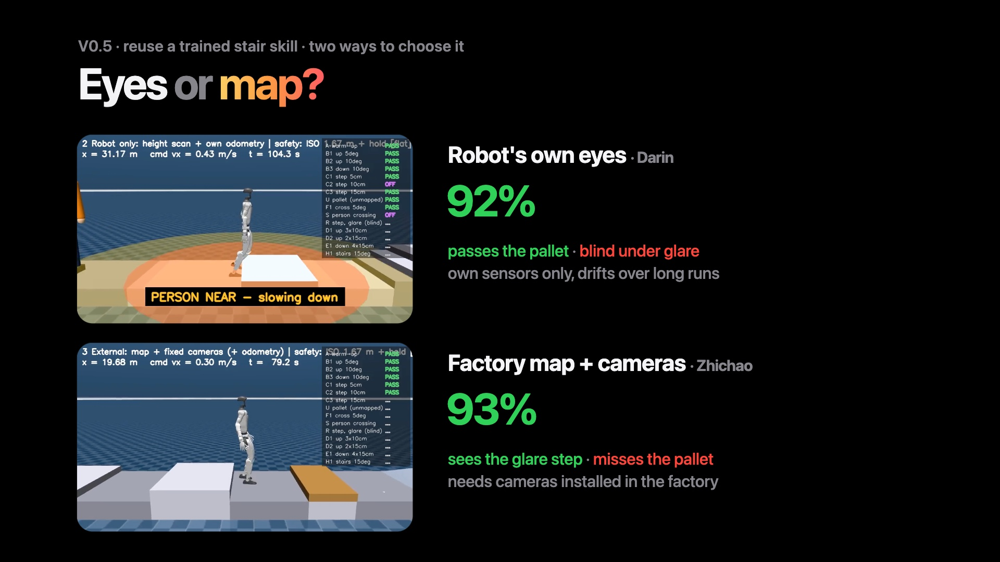 V0.5 · reuse a trained stair skill · two ways to choose it
Eyes or map?
2 Robot only: height scan + own odometry | safety: ISO 1.67 m + hold [flat]
x = 31.17 m cmd vx = 0.43 m/s t = 104.3 s
A warm-up PASS
B1 up 5deg PASS
B2 up 10deg PASS
B3 down 10deg PASS
C1 step 5cm PASS
C2 step 10cm OFF
C3 step 15cm PASS
U pallet (unmapped) PASS
F1 cross 5deg PASS
S person crossing OFF
R step, glare (blind) ...
D1 up 3x10cm ...
D2 up 2x15cm ...
E1 down 4x15cm ...
H1 stairs 15deg ...
PERSON NEAR – slowing down
Robot's own eyes · Darin
92%
passes the pallet · blind under glare
own sensors only, drifts over long runs
3 External: map + fixed cameras (+ odometry) | safety: ISO 1.67 m + hold [
x = 19.68 m cmd vx = 0.30 m/s t = 79.2 s
A warm-up PASS
B1 up 5deg PASS
B2 up 10deg PASS
B3 down 10deg PASS
C1 step 5cm PASS
C2 step 10cm PASS
C3 step 15cm ...
U pallet (unmapped) ...
F1 cross 5deg ...
S person crossing ...
R step, glare (blind) ...
D1 up 3x10cm ...
D2 up 2x15cm ...
E1 down 4x15cm ...
H1 stairs 15deg ...
Factory map + cameras · Zhichao
93%
sees the glare step · misses the pallet
needs cameras installed in the factory